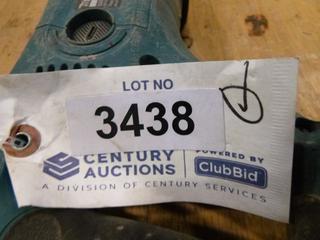 LOT NO
3438
CENTURY AUCTIONS
POWERED BY ClubBid
A DIVISION OF CENTURY SERVICES